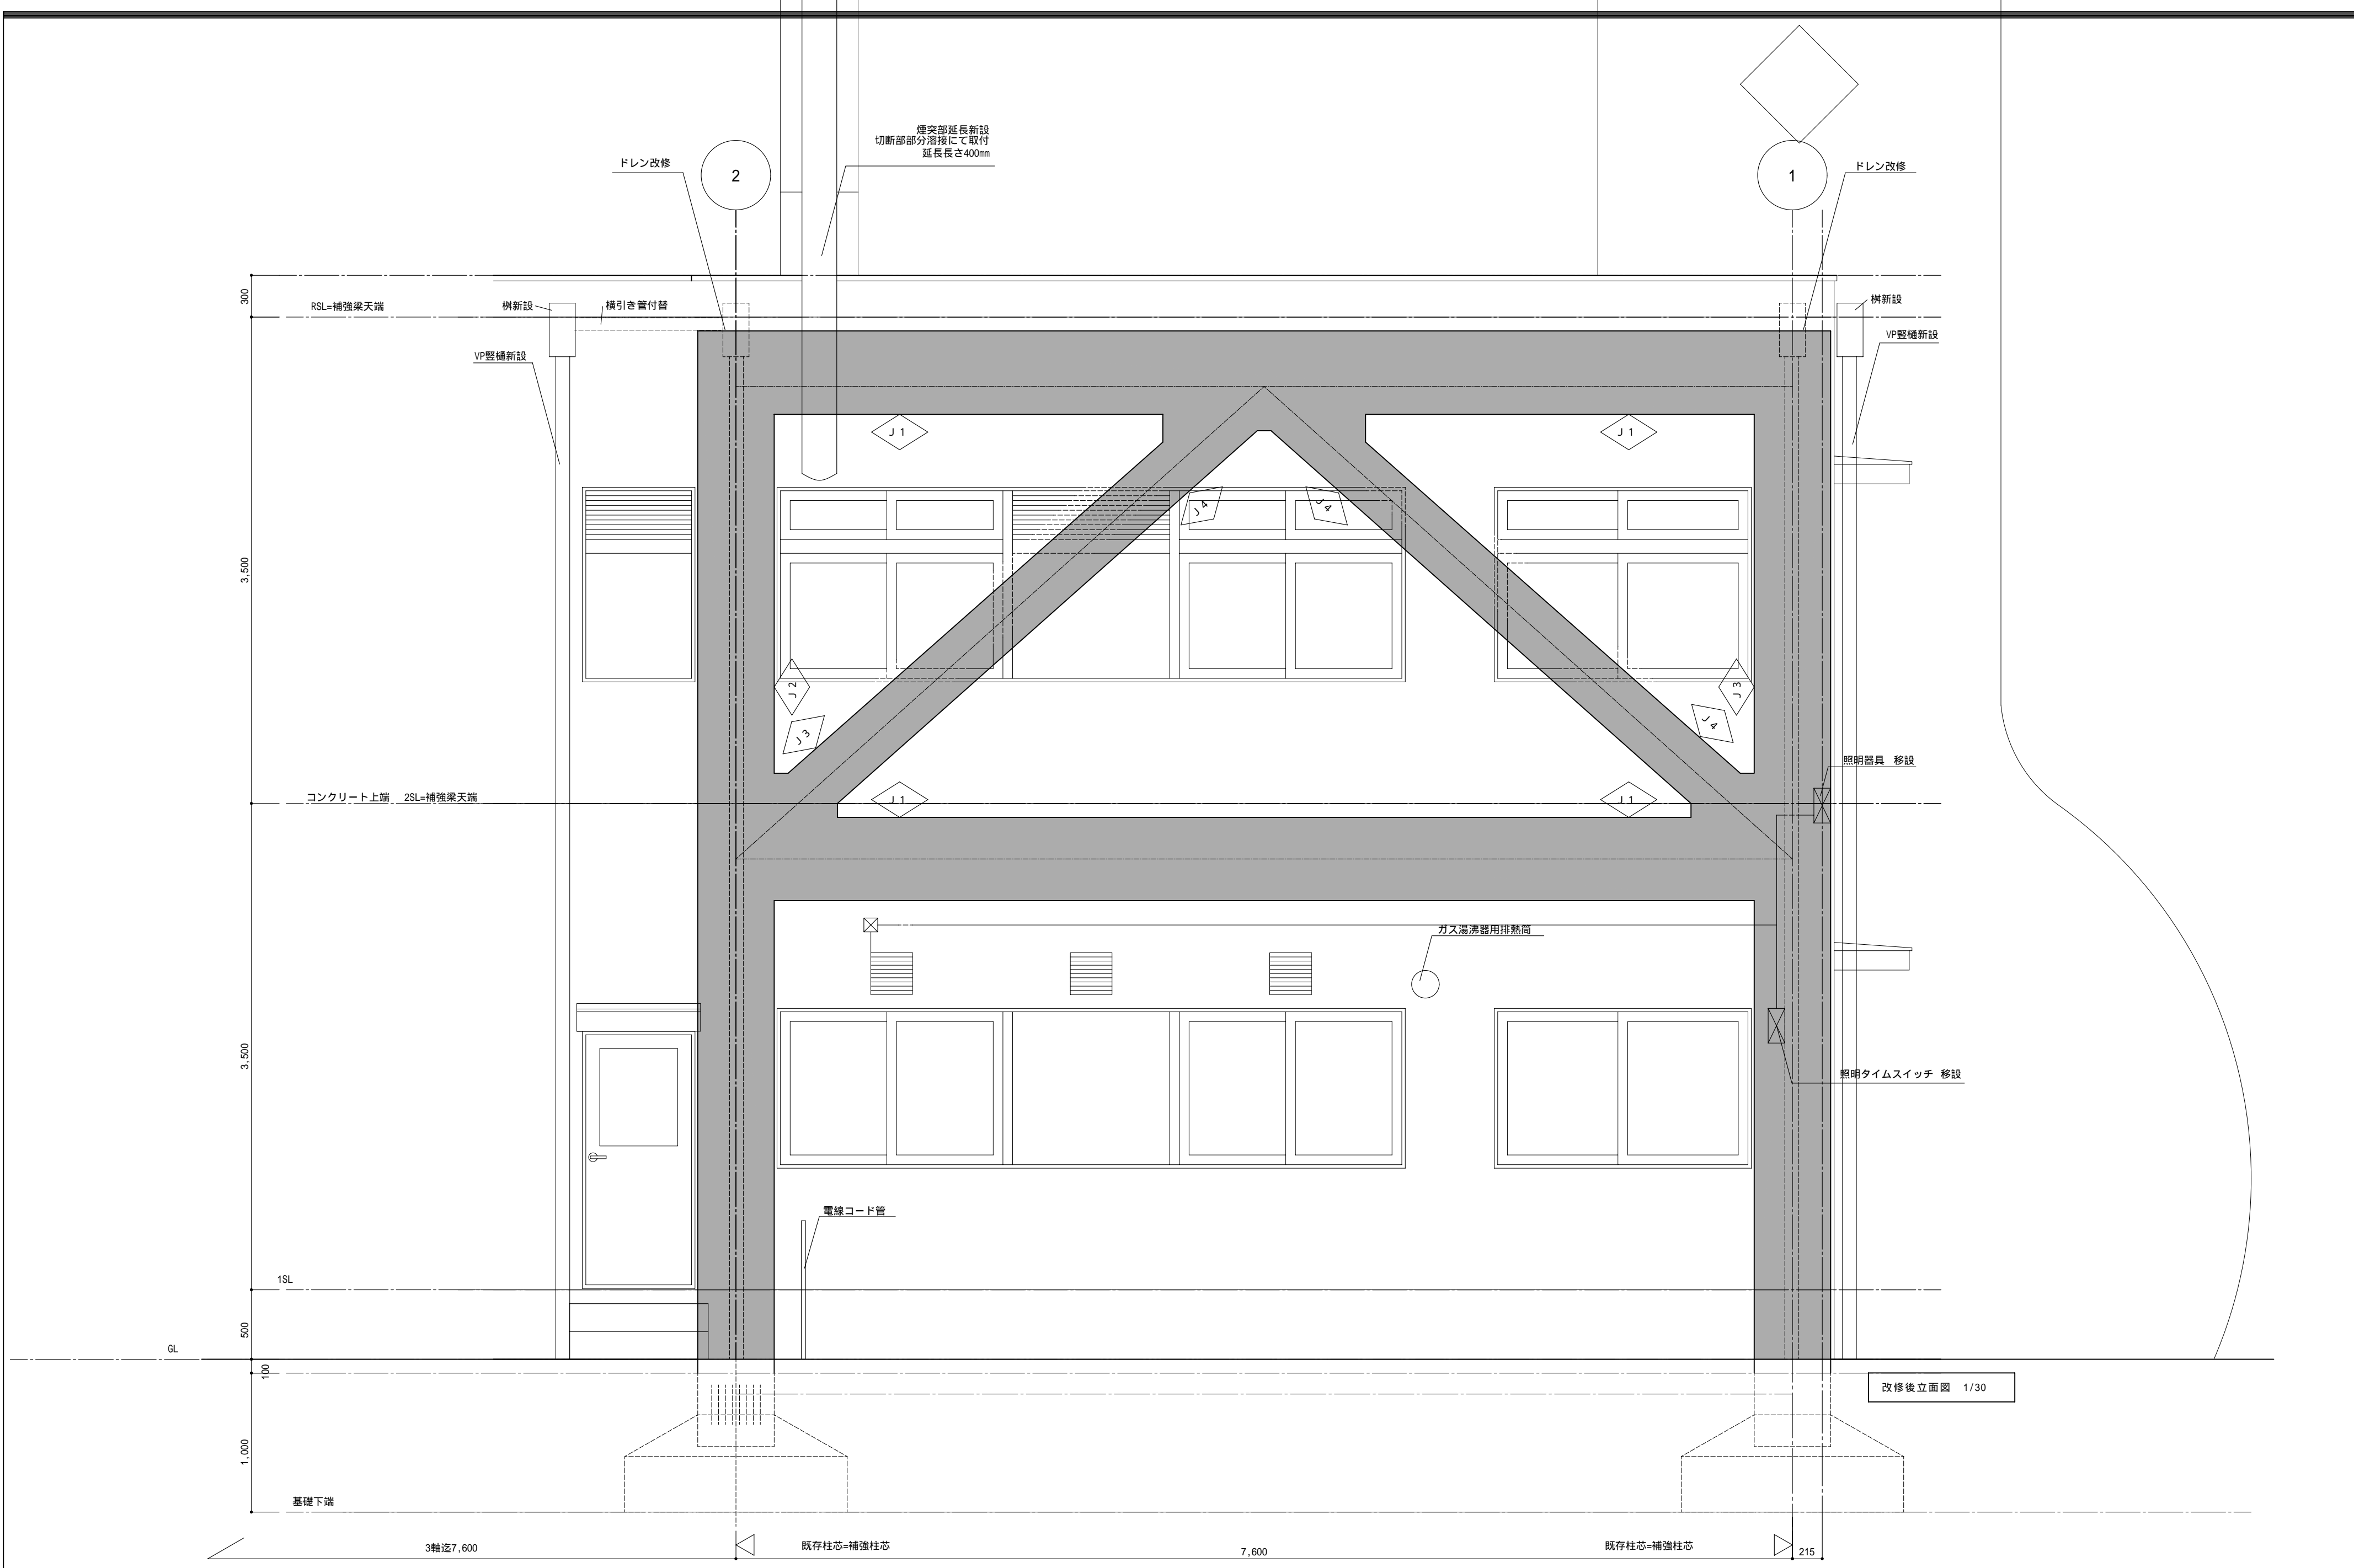 煙突部延長新設
切断部部分溶接にて取付
延長長さ400mm
ドレン改修
2
1
ドレン改修
300
RSL=補強梁天端
桝新設
横引き管付替
桝新設
VP竪樋新設
VP竪樋新設
J1
J1
J4
J4
3,500
J2
J3
J3
J4
照明器具 移設
コンクリート上端 2SL=補強梁天端
J1
J1
ガス湯沸器用排熱筒
3,500
照明タイムスイッチ 移設
電線コード管
1SL
500
GL
100
改修後立面図 1/30
1,000
基礎下端
3軸迄7,600
既存柱芯=補強柱芯
7,600
既存柱芯=補強柱芯
215